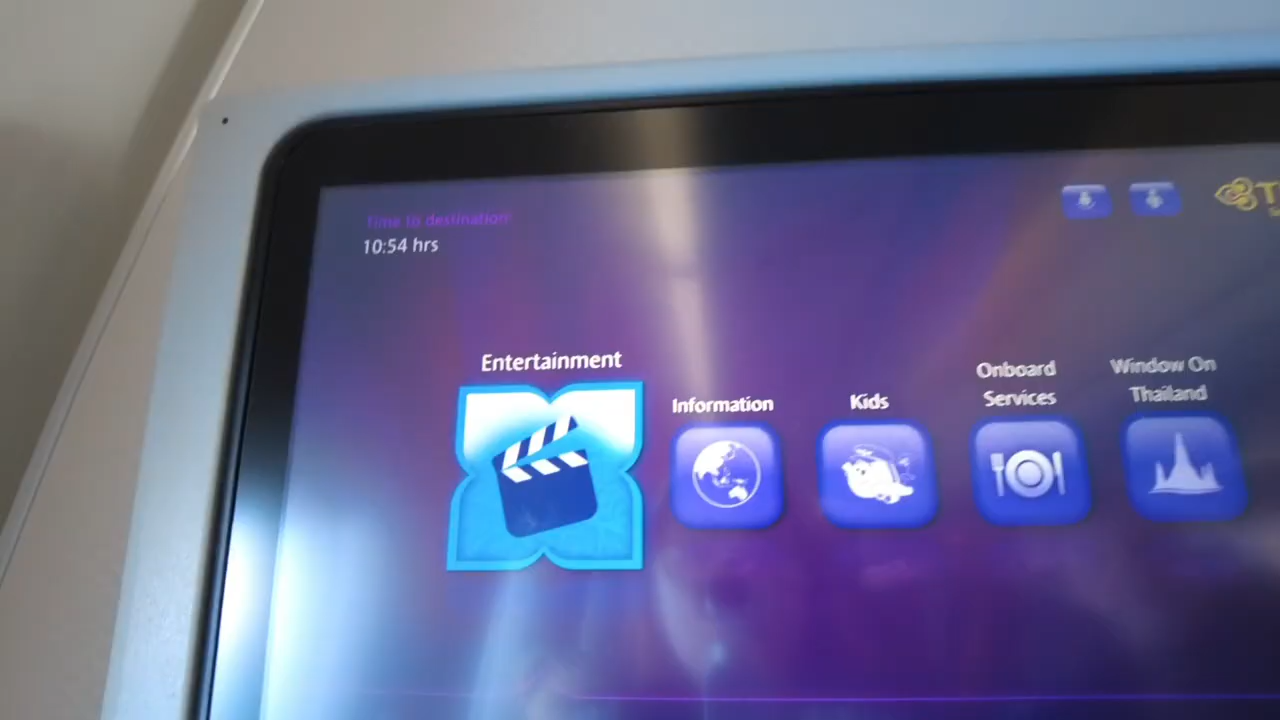 Time to destination:
10:54 hrs
Entertainment
Information
Kids
Onboard
Services
Window On
Thailand